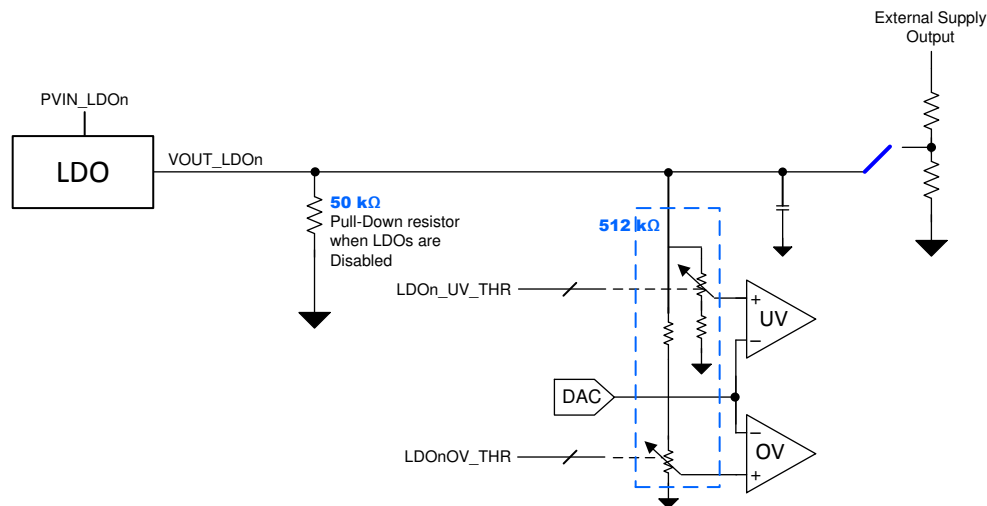 External Supply
Output
PVIN_LDOn
LDO
VOUT_LDOn
50 kΩ
Pull-Down resistor
when LDOs are
Disabled
512 kΩ
LDOn_UV_THR
+
UV
−
DAC
−
OV
LDOnOV_THR
+